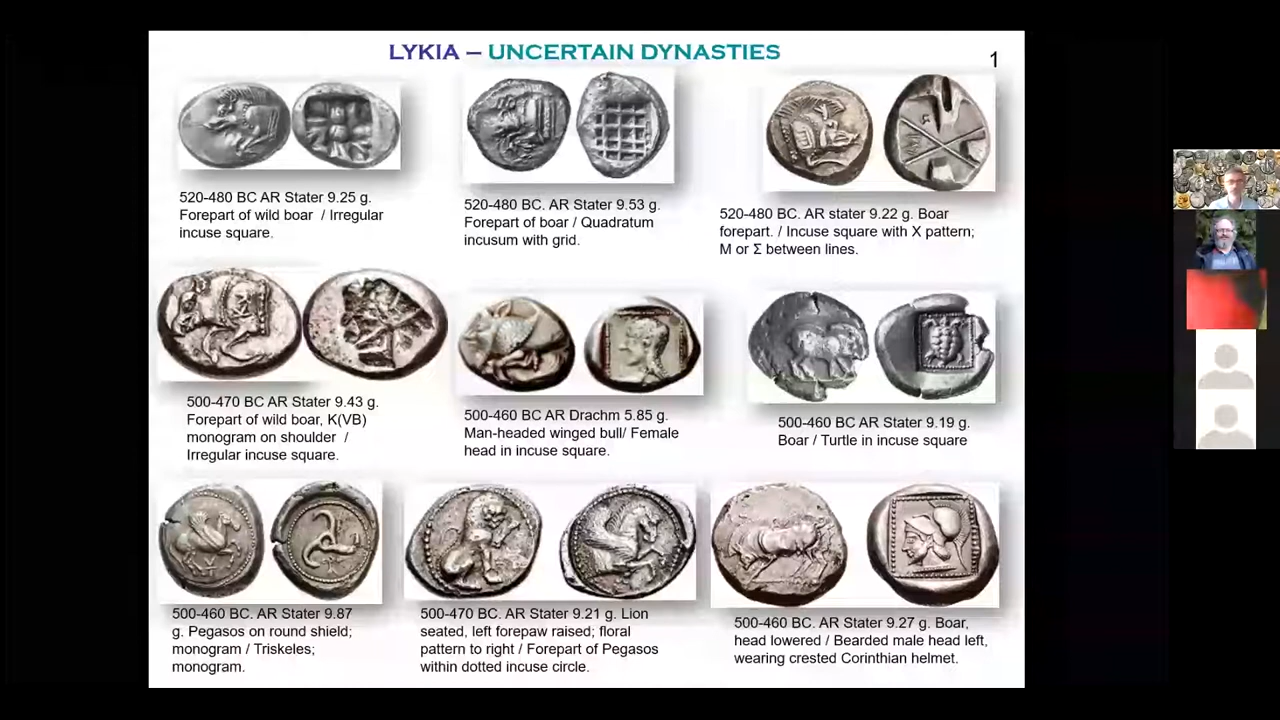 LYKIA – UNCERTAIN DYNASTIES
1
520-480 BC AR Stater 9.25 g.
Forepart of wild boar / Irregular
incuse square.
520-480 BC. AR Stater 9.53 g.
Forepart of boar / Quadratum
incusum with grid.
520-480 BC. AR stater 9.22 g. Boar
forepart. / Incuse square with X pattern;
M or Σ between lines.
500-470 BC AR Stater 9.43 g.
Forepart of wild boar, K(VB)
monogram on shoulder /
Irregular incuse square.
500-460 BC AR Drachm 5.85 g.
Man-headed winged bull/ Female
head in incuse square.
500-460 BC AR Stater 9.19 g.
Boar / Turtle in incuse square
500-460 BC. AR Stater 9.87
g. Pegasos on round shield;
monogram / Triskeles;
monogram.
500-470 BC. AR Stater 9.21 g. Lion
seated, left forepaw raised; floral
pattern to right / Forepart of Pegasos
within dotted incuse circle.
500-460 BC. AR Stater 9.27 g. Boar,
head lowered / Bearded male head left,
wearing crested Corinthian helmet.